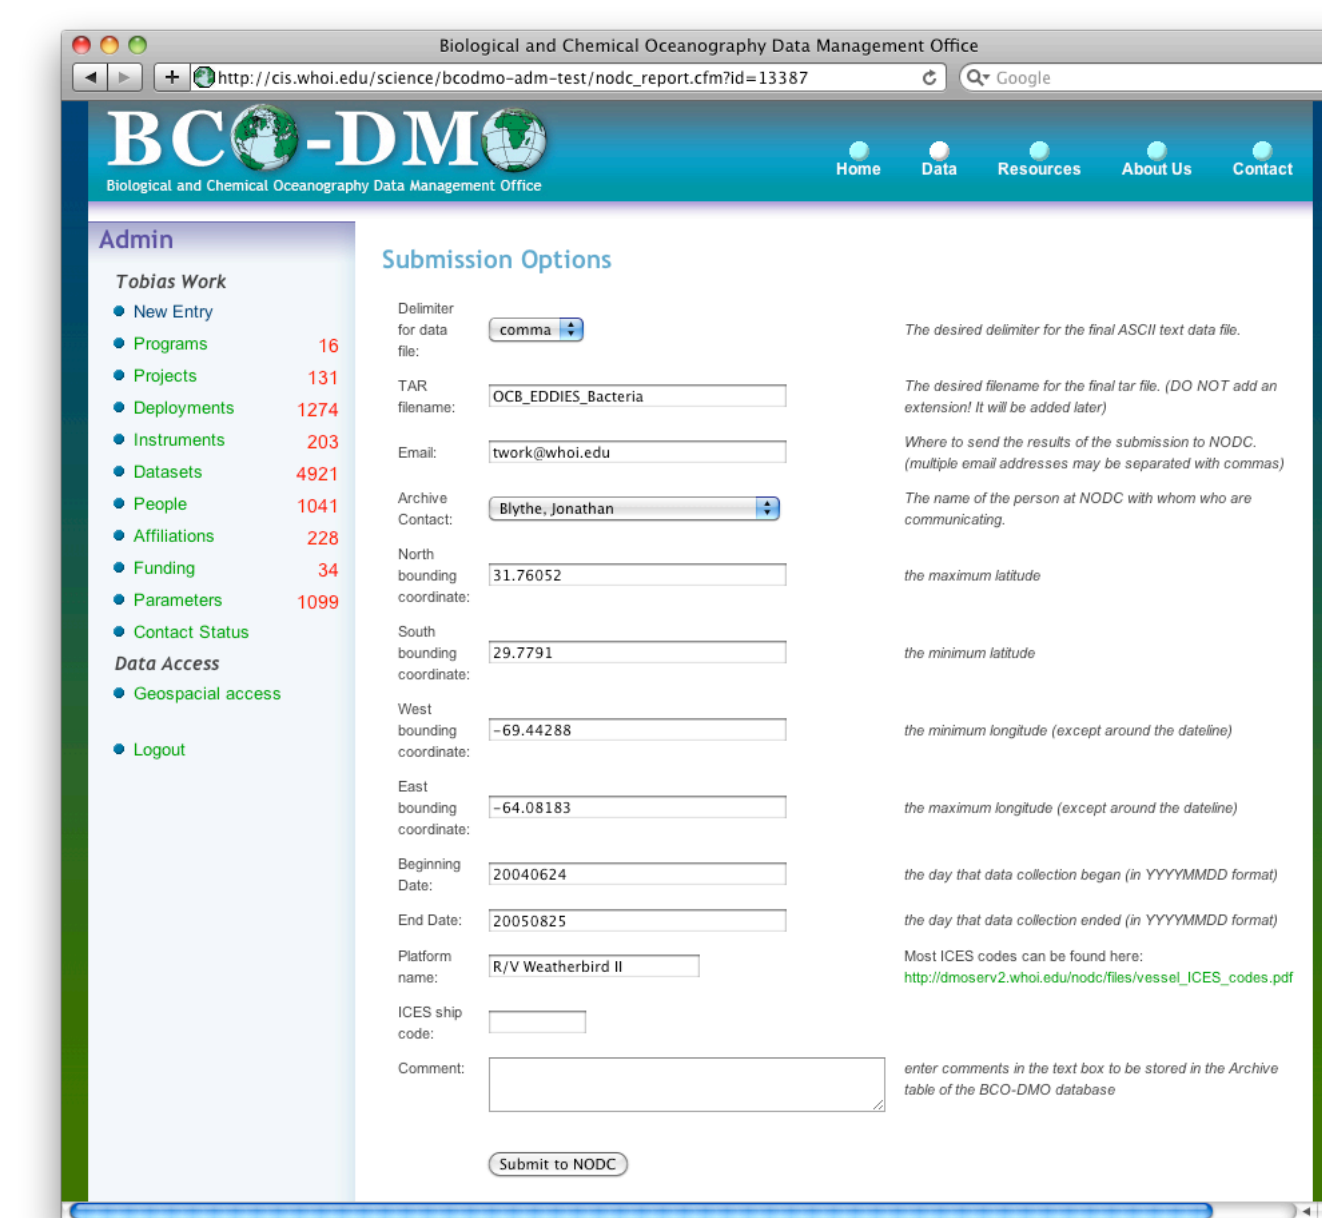 Biological and Chemical Oceanography Data Management Office
http://cis.whoi.edu/science/bcodmo-adm-test/nodc_report.cfm?id=13387
Google
BCO-DMO
Biological and Chemical Oceanography Data Management Office
Home Data Resources About Us Contact
Admin
Tobias Work
New Entry
Programs 16
Projects 131
Deployments 1274
Instruments 203
Datasets 4921
People 1041
Affiliations 228
Funding 34
Parameters 1099
Contact Status
Data Access
Geospacial access
Logout
Submission Options
Delimiter
for data
file:
comma
The desired delimiter for the final ASCII text data file.
TAR
filename:
OCB_EDDIES_Bacteria
The desired filename for the final tar file. (DO NOT add an
extension! It will be added later)
Email:
twork@whoi.edu
Where to send the results of the submission to NODC.
(multiple email addresses may be separated with commas)
Archive
Contact:
Blythe, Jonathan
The name of the person at NODC with whom who are
communicating.
North
bounding
coordinate:
31.76052
the maximum latitude
South
bounding
coordinate:
29.7791
the minimum latitude
West
bounding
coordinate:
-69.44288
the minimum longitude (except around the dateline)
East
bounding
coordinate:
-64.08183
the maximum longitude (except around the dateline)
Beginning
Date:
20040624
the day that data collection began (in YYYYMMDD format)
End Date:
20050825
the day that data collection ended (in YYYYMMDD format)
Platform
name:
R/V Weatherbird II
Most ICES codes can be found here:
http://dmoserv2.whoi.edu/nodc/files/vessel_ICES_codes.pdf
ICES ship
code:
Comment:
enter comments in the text box to be stored in the Archive
table of the BCO-DMO database
Submit to NODC